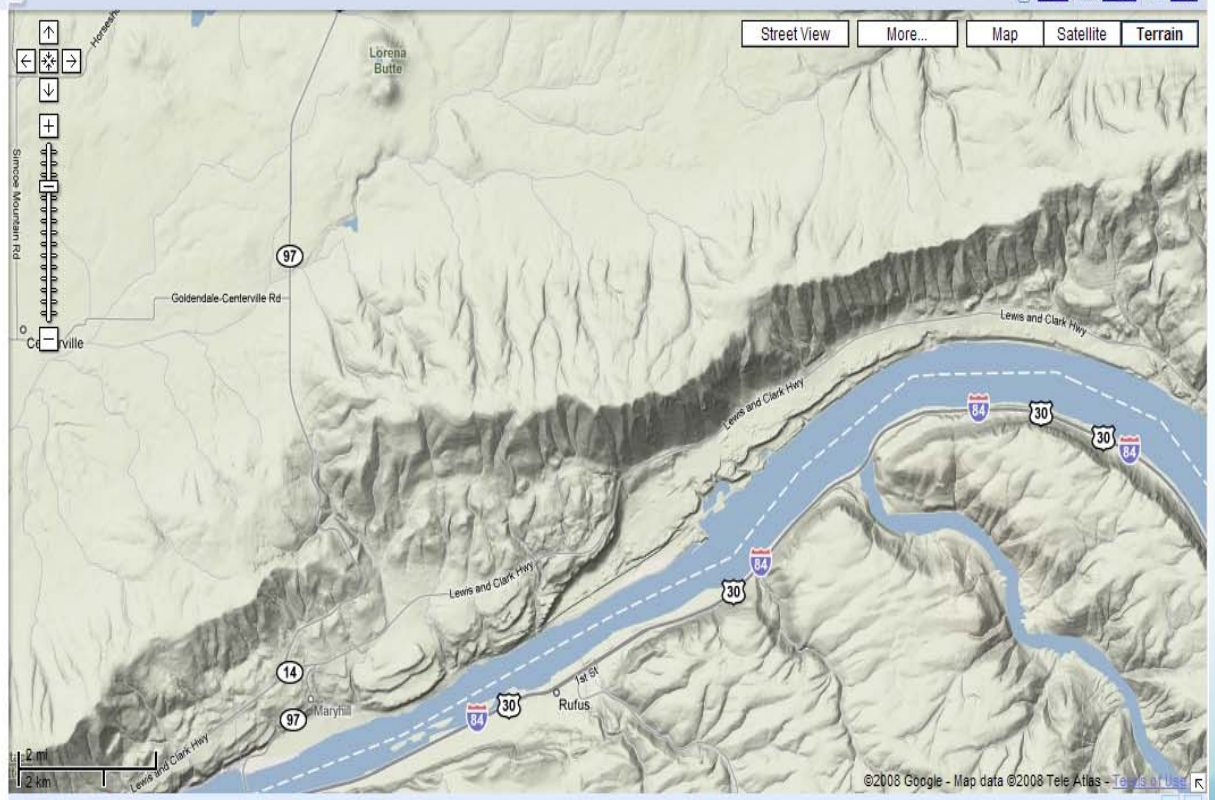 Street View
More...
Map
Satellite
Terrain
Lorena
Butte
Simcoe Mountain Rd
97
Goldendale-Centerville Rd
Lewis and Clark Hwy
Lewis and Clark Hwy
84
30
30
84
84
30
Lewis and Clark Hwy
14
97
1st St
Rufus
84
30
Lewis and Clark Hwy
2 mi
2 km
©2008 Google - Map data ©2008 Tele Atlas - Terms of Use